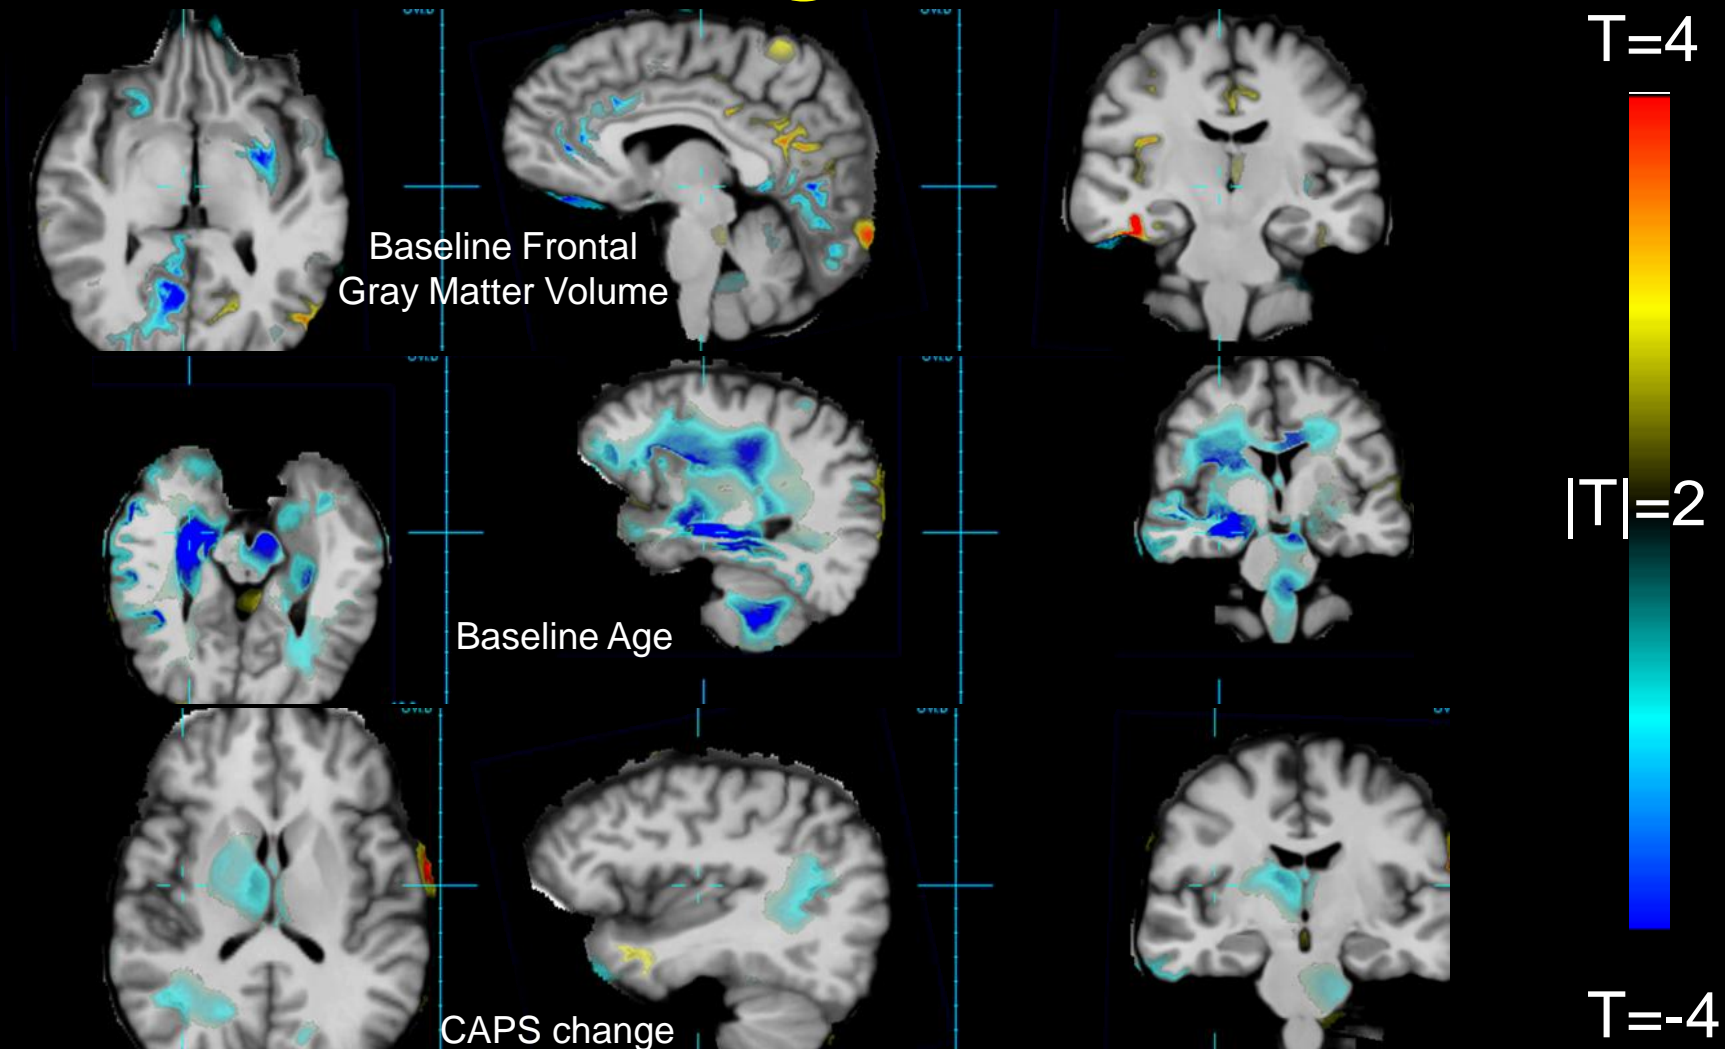 T=4
Baseline Frontal
Gray Matter Volume
|T|=2
Baseline Age
CAPS change
T=-4